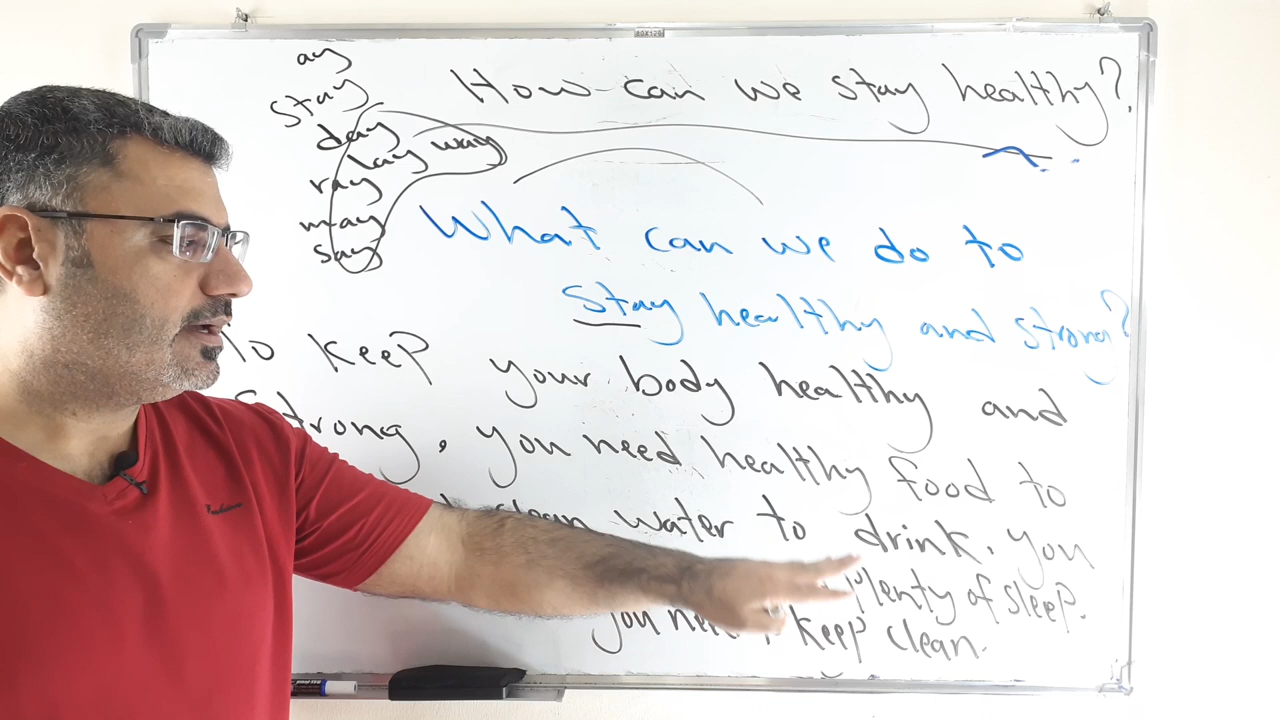 ay
stay
day
lay way
ray
may
say
How can we stay healthy?
What can we do to
stay healthy and strong?
To keep your body healthy and
strong, you need healthy food to
clean water to drink. You
plenty of sleep.
you need to keep clean.